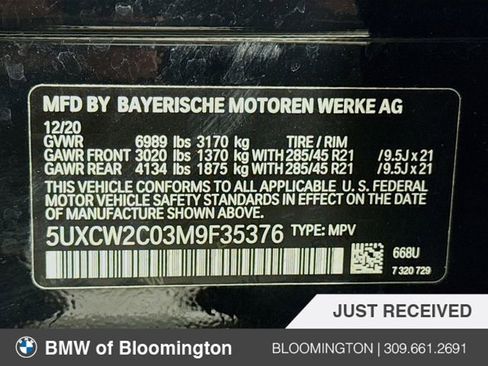 MFD BY BAYERISCHE MOTOREN WERKE AG
12/20
GVWR 6989 lbs 3170 kg TIRE / RIM
GAWR FRONT 3020 lbs 1370 kg WITH 285/45 R21 /9.5J x 21
GAWR REAR 4134 lbs 1875 kg WITH 285/45 R21 /9.5J x 21
THIS VEHICLE CONFORMS TO ALL APPLICABLE U. S. FEDERAL
MOTOR VEHICLE SAFETY STANDARDS IN EFFECT ON THE DATE
OF MANUFACTURE SHOWN ABOVE.
5UXCW2C03M9F35376 TYPE: MPV
668U
7 320 729
JUST RECEIVED
BMW of Bloomington
BLOOMINGTON | 309.661.2691